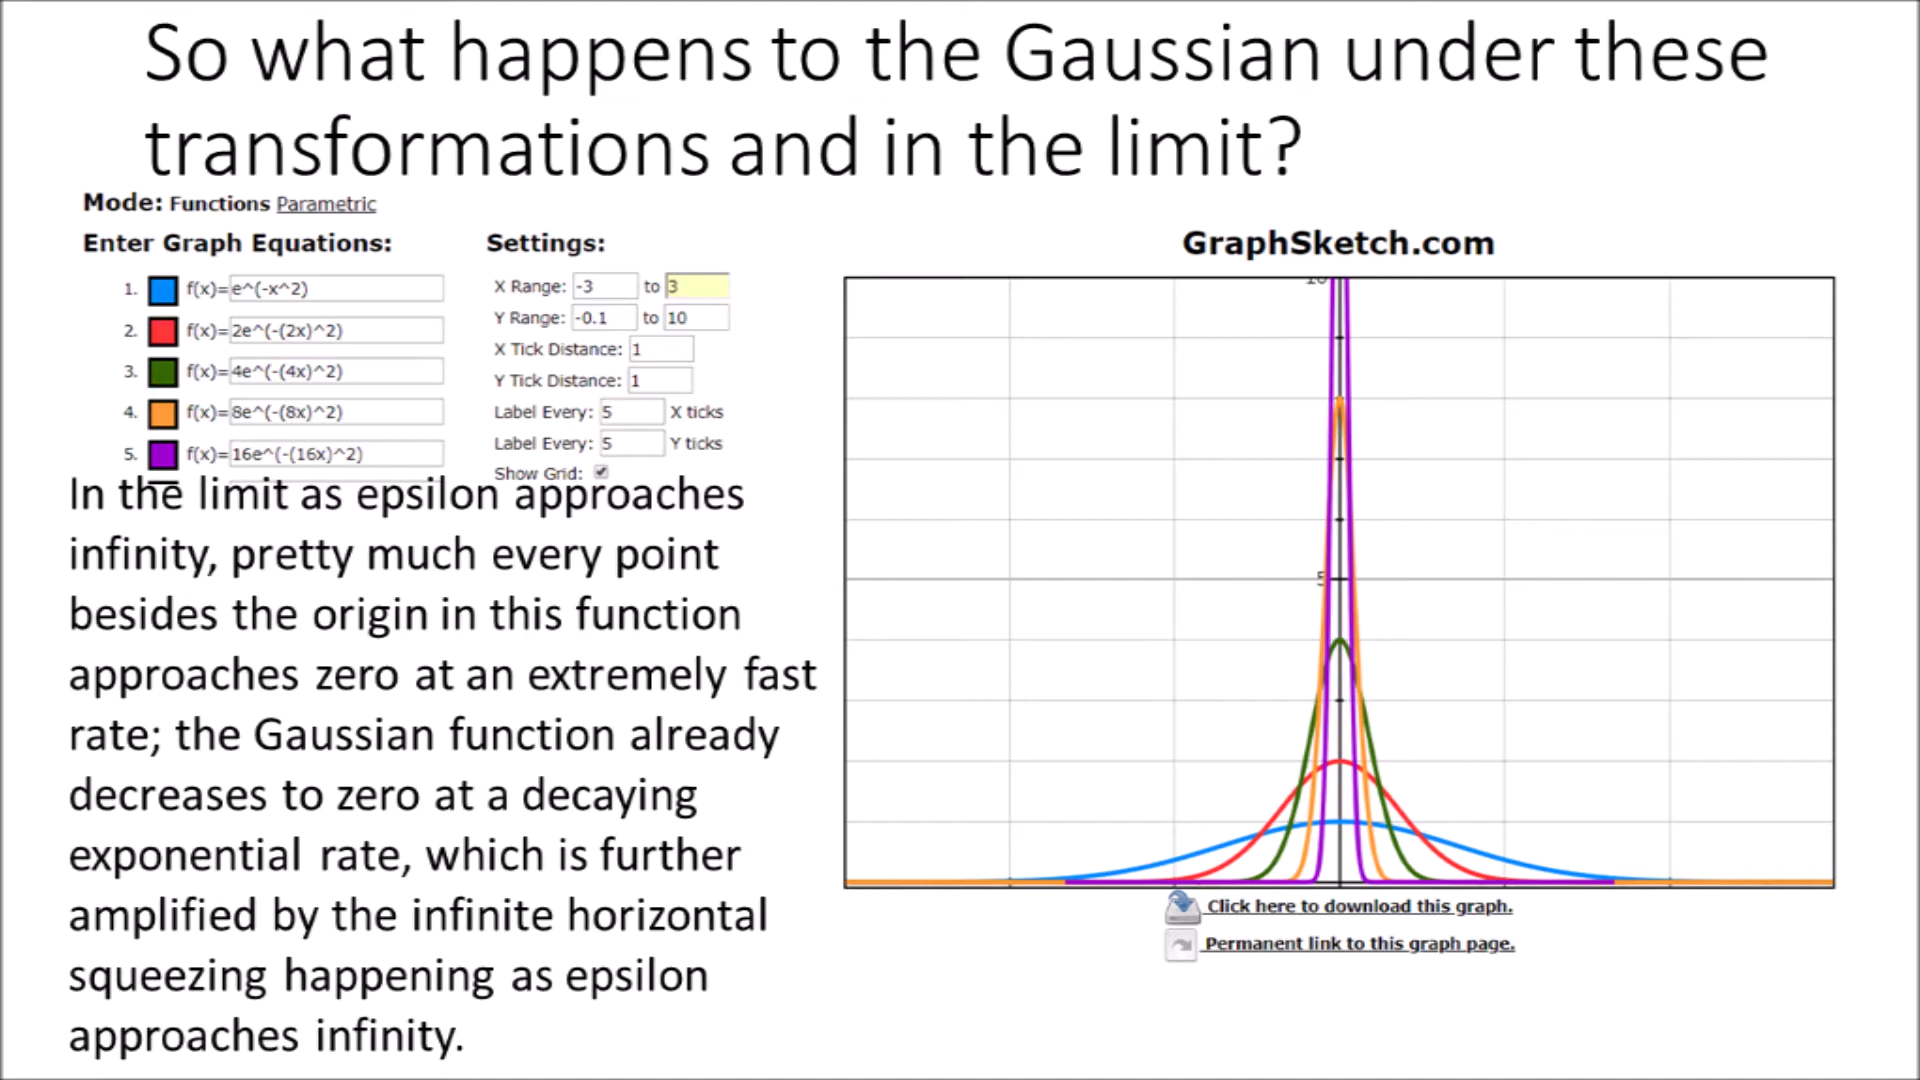 So what happens to the Gaussian under these
transformations and in the limit?
Mode: Functions Parametric
Enter Graph Equations:
1. f(x)= e^(-x^2)
2. f(x)= 2e^(-(2x)^2)
3. f(x)= 4e^(-(4x)^2)
4. f(x)= 8e^(-(8x)^2)
5. f(x)= 16e^(-(16x)^2)
Settings:
X Range: -3 to 3
Y Range: -0.1 to 10
X Tick Distance: 1
Y Tick Distance: 1
Label Every: 5 X ticks
Label Every: 5 Y ticks
Show Grid:
In the limit as epsilon approaches
infinity, pretty much every point
besides the origin in this function
approaches zero at an extremely fast
rate; the Gaussian function already
decreases to zero at a decaying
exponential rate, which is further
amplified by the infinite horizontal
squeezing happening as epsilon
approaches infinity.
GraphSketch.com
10
5
Click here to download this graph.
Permanent link to this graph page.